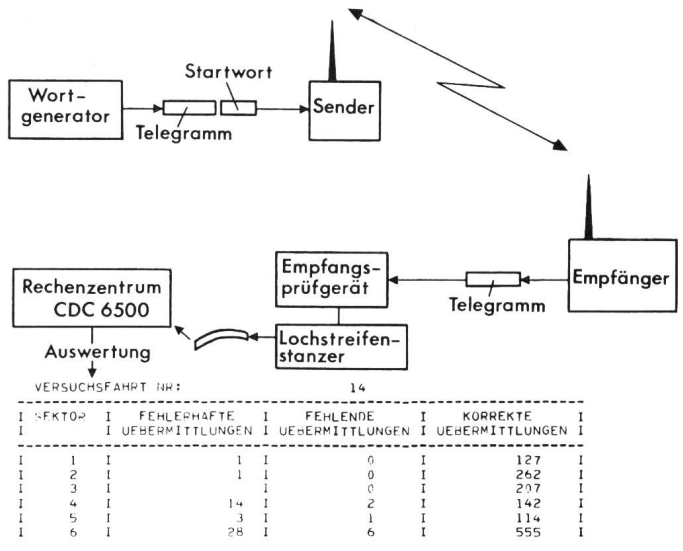 Startwort
Wort-
generator
Sender
Telegramm
Empfangs-
prüfgerät
Empfänger
Telegramm
Rechenzentrum
CDC 6500
Lochstreifen-
stanzer
Auswertung
VERSUCHSFAHRT NR: 14
I SEKTOR I FEHLERHAFTE I FEHLENDE I KORREKTE I
I I UEBERMITTLUNGEN I UEBERMITTLUNGEN I UEBERMITTLUNGEN I
I 1 I 1 I 0 I 127 I
I 2 I 1 I 0 I 262 I
I 3 I I 0 I 207 I
I 4 I 14 I 2 I 142 I
I 5 I 3 I 1 I 114 I
I 6 I 28 I 6 I 555 I